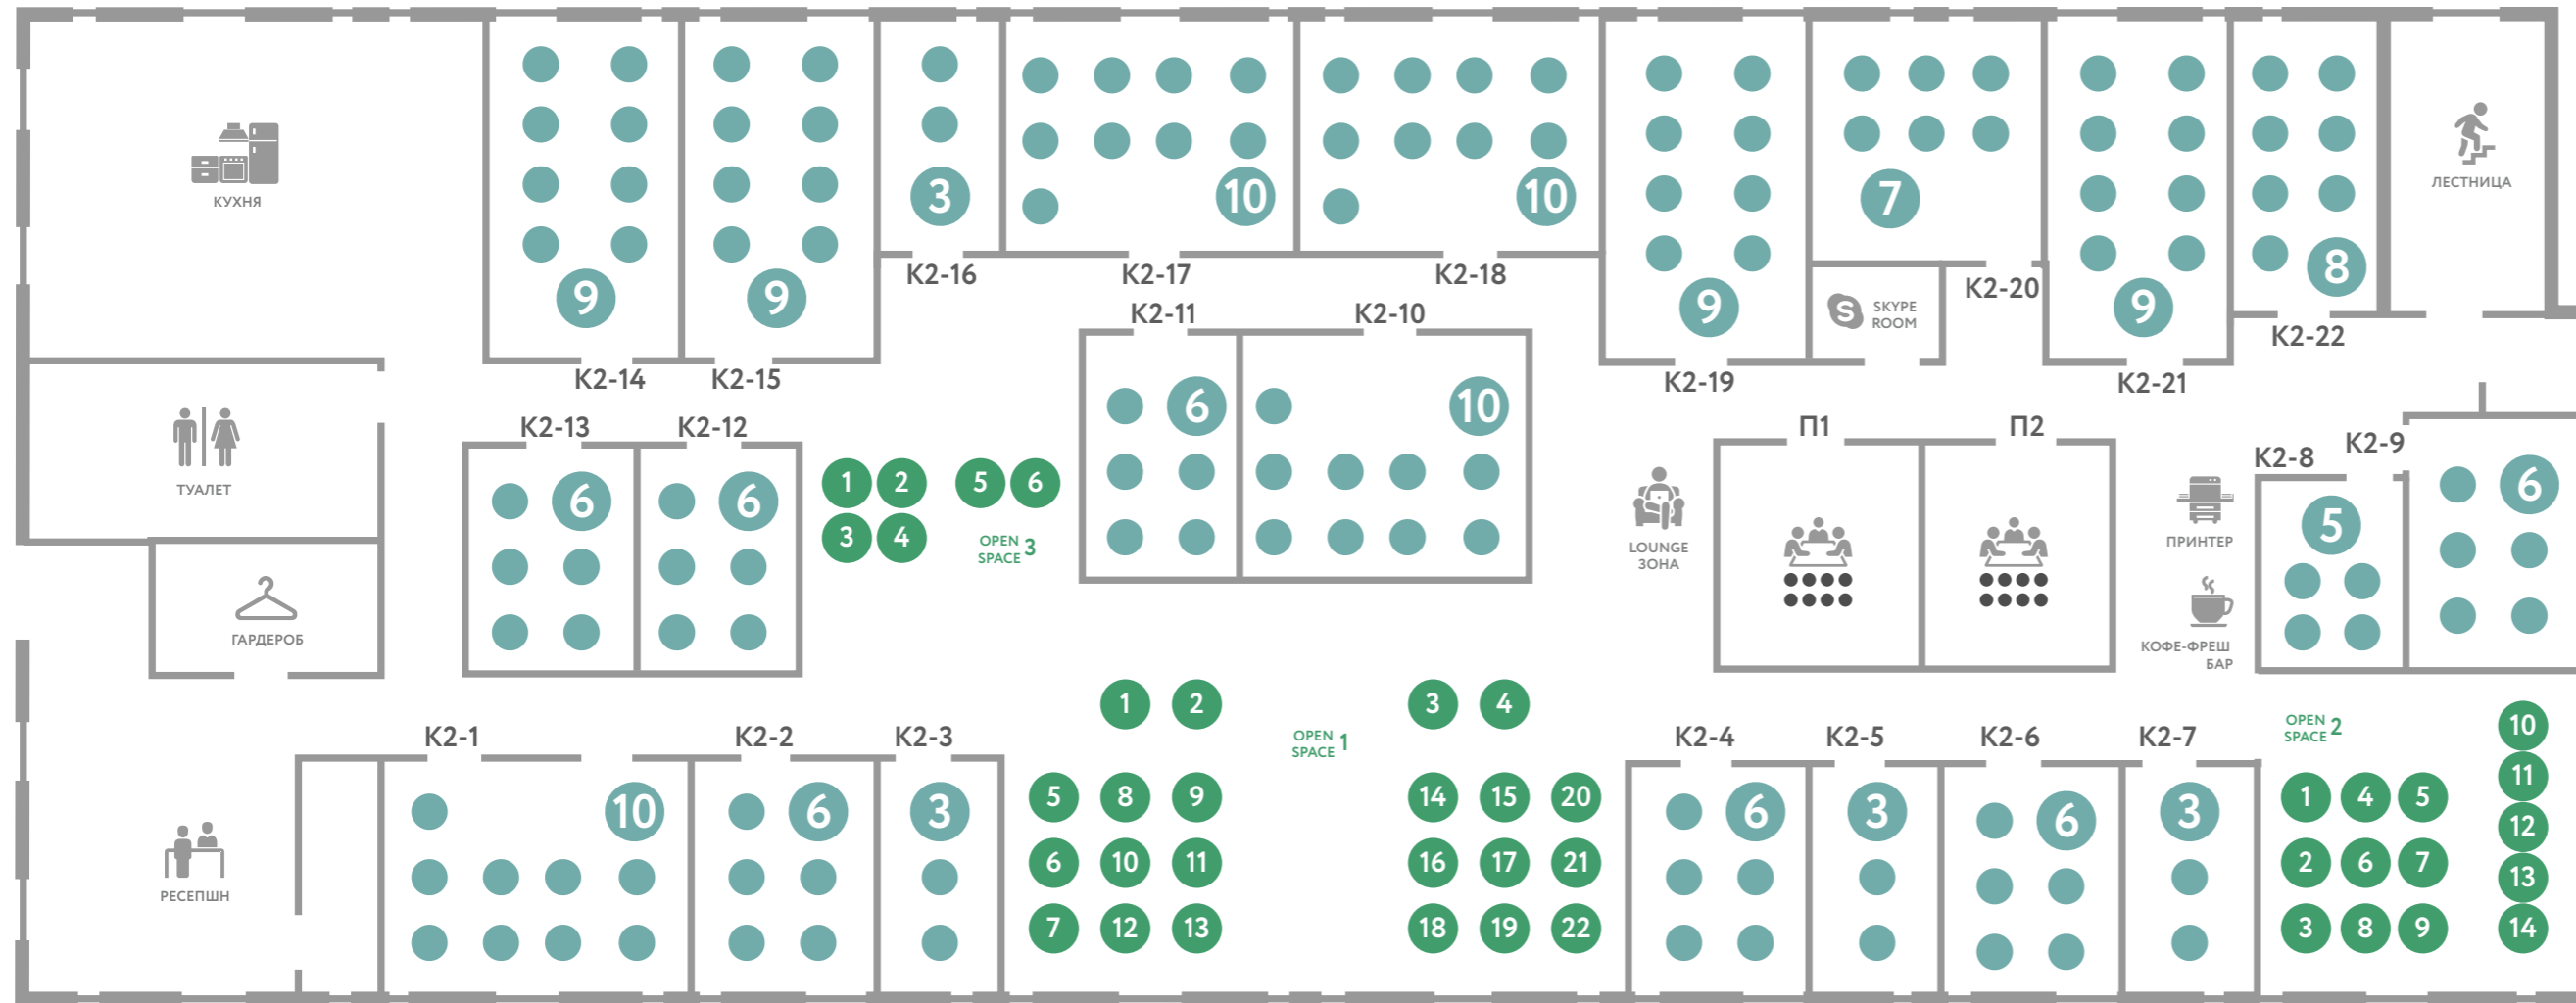 3
10
10
7
8
КУХНЯ
9
9
9
9
ЛЕСТНИЦА
К2-16
К2-17
К2-18
К2-20
SKYPE
ROOM
К2-14
К2-15
К2-11
К2-10
К2-19
К2-21
К2-22
6
10
К2-13
К2-12
П1
П2
К2-8
К2-9
ТУАЛЕТ
6
6
1 2
3 4
5 6
OPEN
SPACE 3
LOUNGE
ЗОНА
ПРИНТЕР
5
6
ГАРДЕРОБ
КОФЕ-ФРЕШ
БАР
К2-1
К2-2
К2-3
1 2
OPEN
SPACE 1
3 4
К2-4
К2-5
К2-6
К2-7
OPEN
SPACE 2
РЕСЕПШН
10
6
3
5 8 9
6 10 11
7 12 13
14 15 20
16 17 21
18 19 22
6
3
6
3
1 4 5
2 6 7
3 8 9
10
11
12
13
14